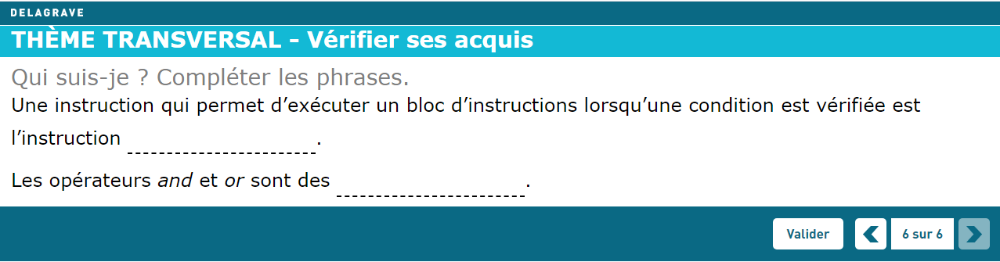 DELAGRAVE
THÈME TRANSVERSAL – Vérifier ses acquis
Qui suis-je ? Compléter les phrases.
Une instruction qui permet d’exécuter un bloc d’instructions lorsqu’une condition est vérifiée est
l’instruction .
Les opérateurs and et or sont des .
Valider
6 sur 6